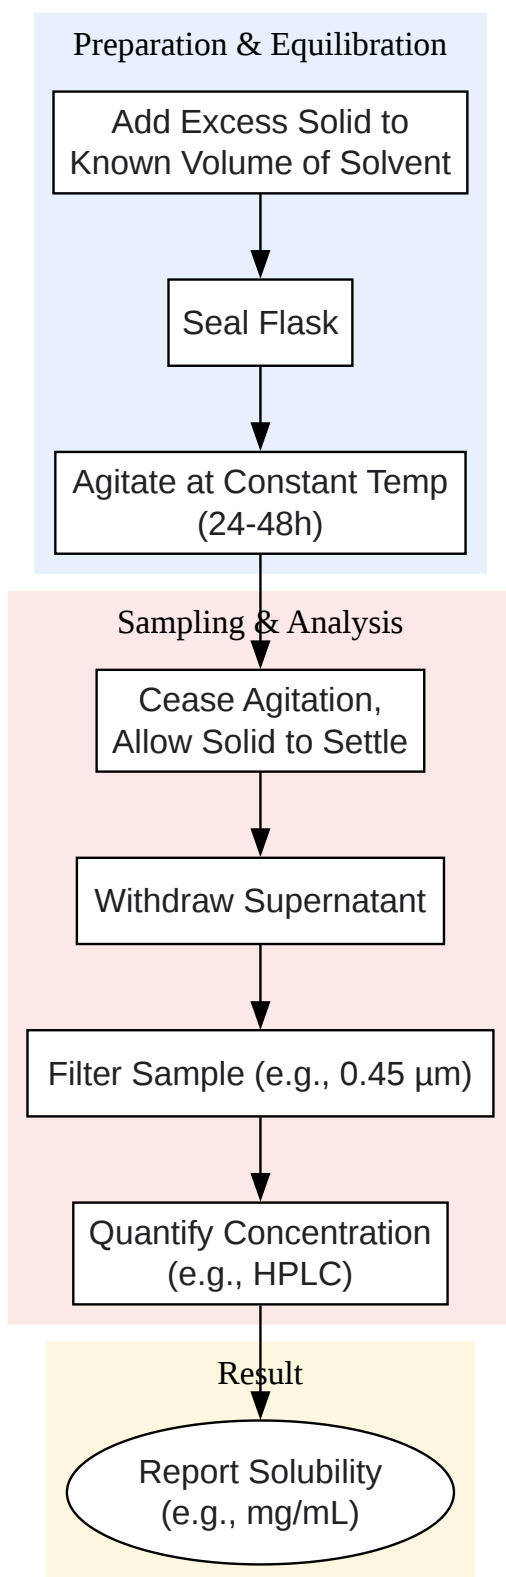 Preparation & Equilibration
Add Excess Solid to
Known Volume of Solvent
Seal Flask
Agitate at Constant Temp
(24-48h)
Sampling & Analysis
Cease Agitation,
Allow Solid to Settle
Withdraw Supernatant
Filter Sample (e.g., 0.45 µm)
Quantify Concentration
(e.g., HPLC)
Result
Report Solubility
(e.g., mg/mL)